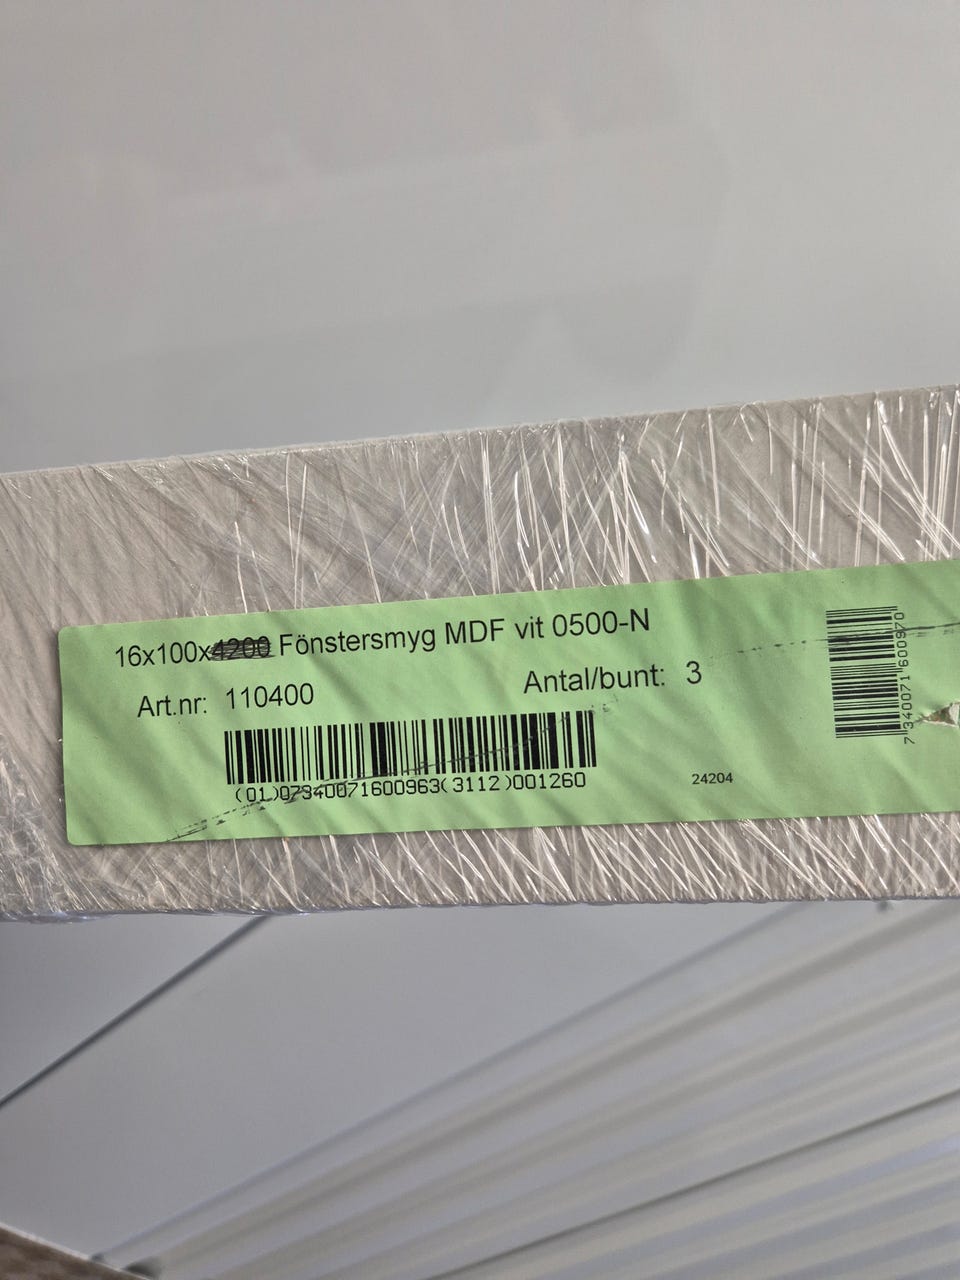 16x100x4200 Fönstersmyg MDF vit 0500-N
Art.nr: 110400
Antal/bunt: 3
(01)07340071600963(3112)001260
24204
7340071600970